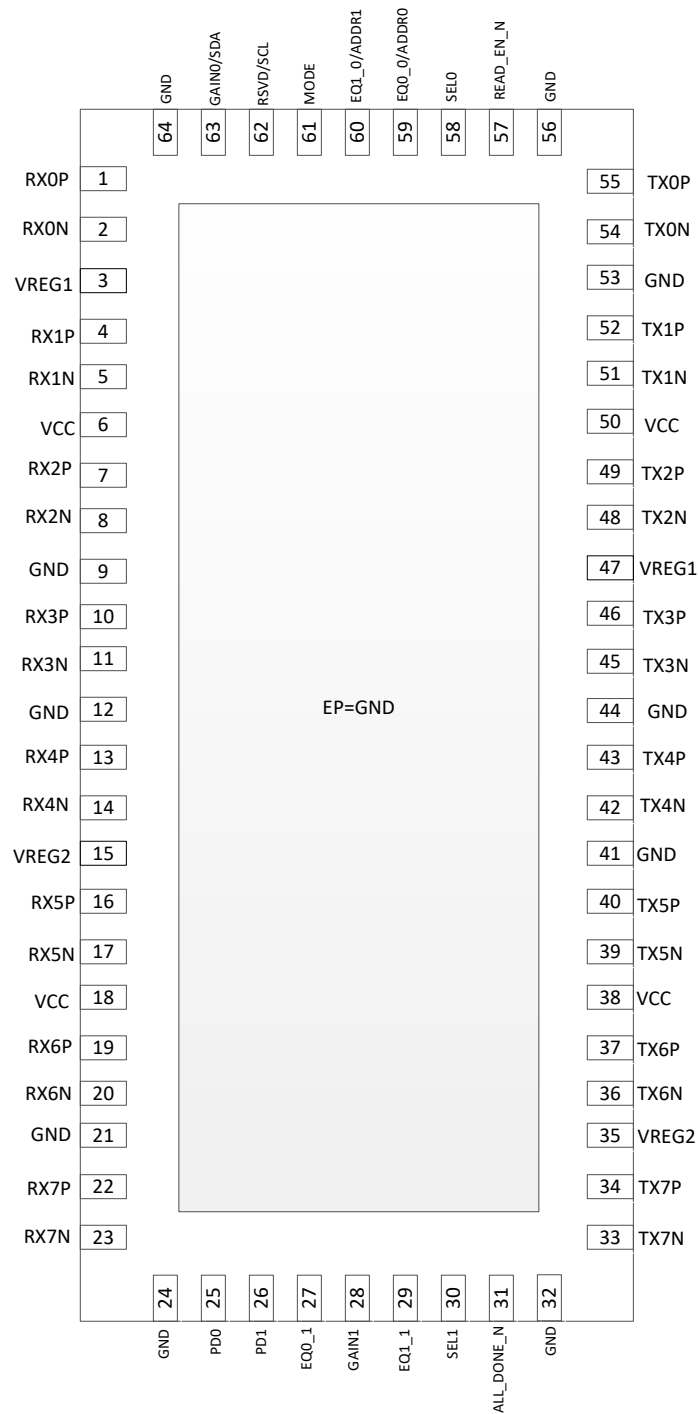 GND
GAIN0/SDA
RSVD/SCL
MODE
EQ1_0/ADDR1
EQ0_0/ADDR0
SEL0
READ_EN_N
GND
64
63
62
61
60
59
58
57
56
RX0P 1
55 TX0P
RX0N 2
54 TX0N
VREG1 3
53 GND
RX1P 4
52 TX1P
RX1N 5
51 TX1N
VCC 6
50 VCC
RX2P 7
49 TX2P
RX2N 8
48 TX2N
GND 9
47 VREG1
RX3P 10
46 TX3P
RX3N 11
45 TX3N
GND 12
EP=GND
44 GND
RX4P 13
43 TX4P
RX4N 14
42 TX4N
VREG2 15
41 GND
RX5P 16
40 TX5P
RX5N 17
39 TX5N
VCC 18
38 VCC
RX6P 19
37 TX6P
RX6N 20
36 TX6N
GND 21
35 VREG2
RX7P 22
34 TX7P
RX7N 23
33 TX7N
24
25
26
27
28
29
30
31
32
GND
PD0
PD1
EQ0_1
GAIN1
EQ1_1
SEL1
ALL_DONE_N
GND